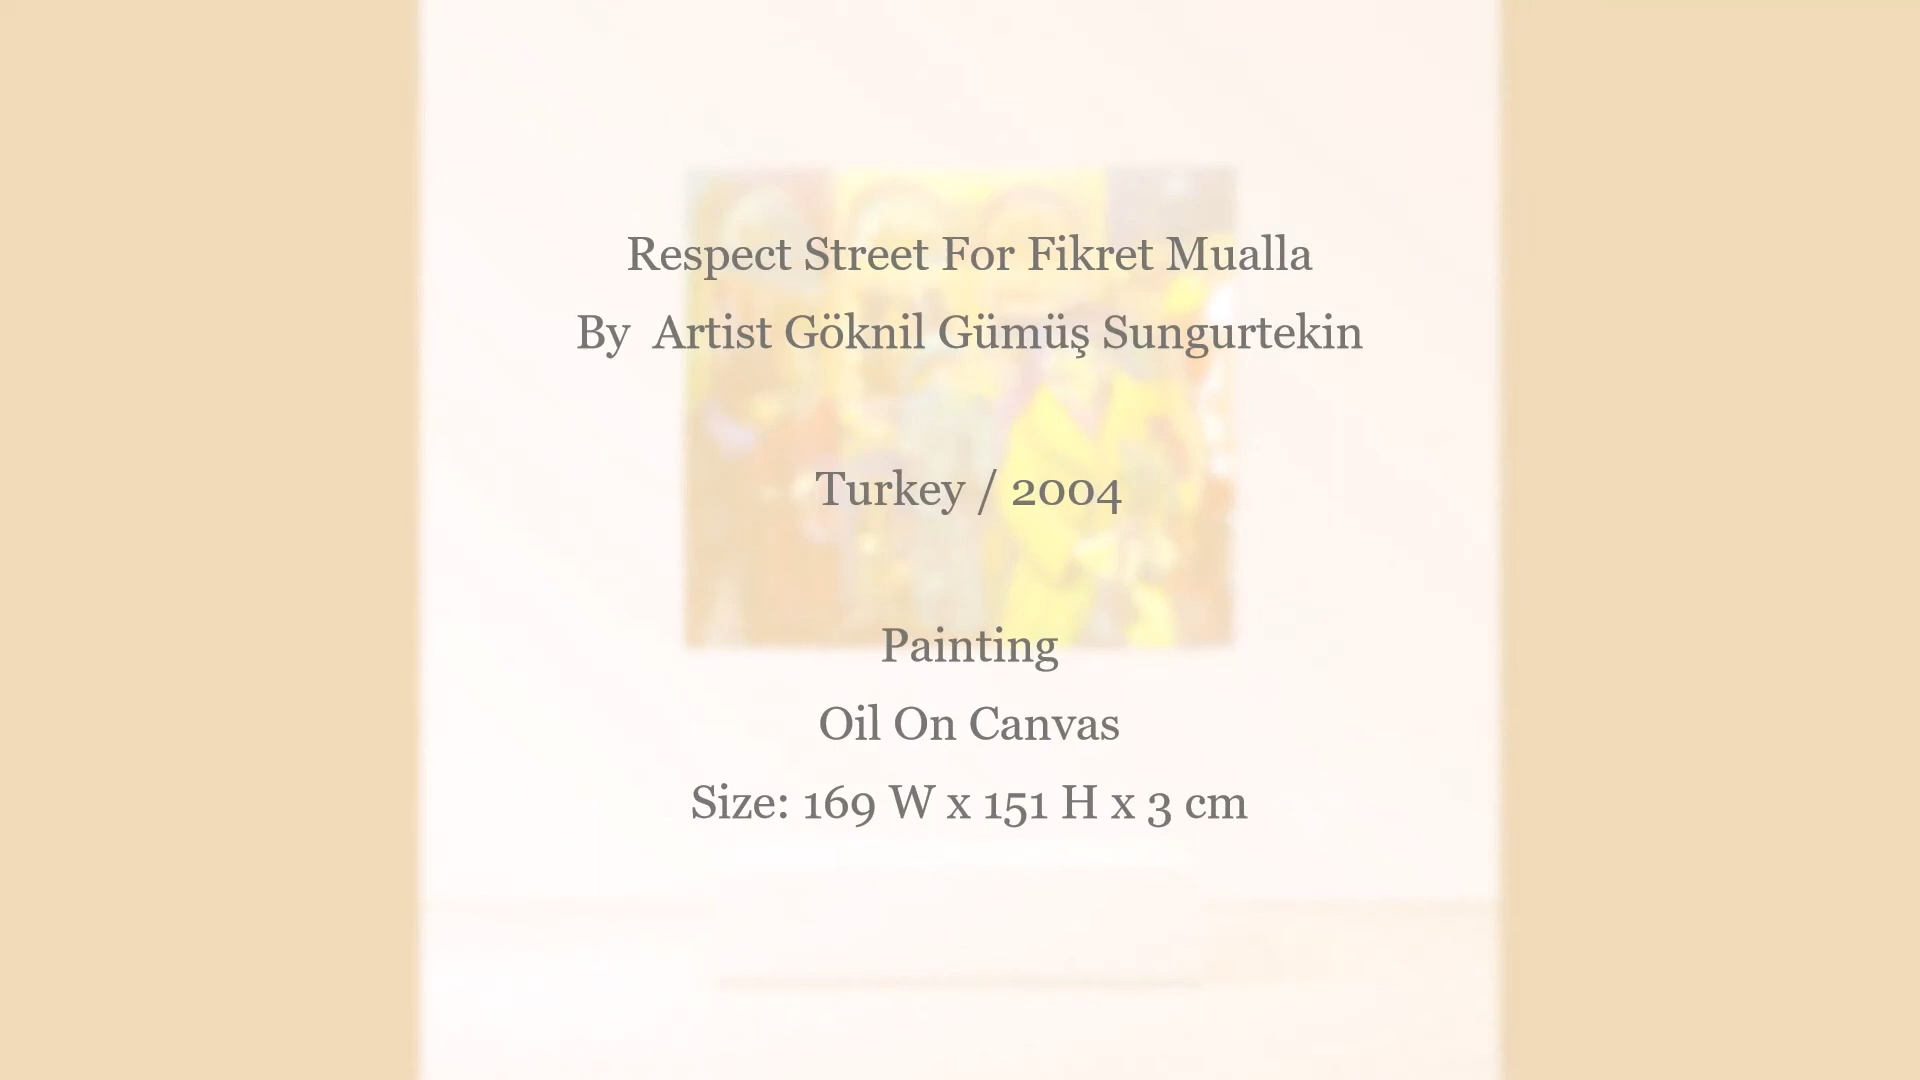 Respect Street For Fikret Mualla
By  Artist Göknil Gümüş Sungurtekin
Turkey / 2004
Painting
Oil On Canvas
Size: 169 W x 151 H x 3 cm